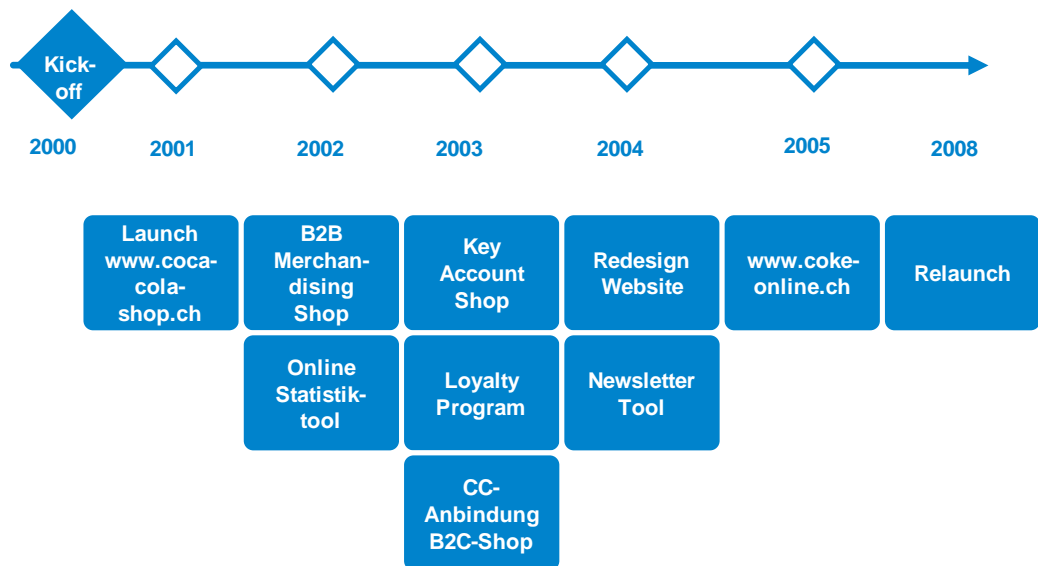 Kick-
off
2000
2001
2002
2003
2004
2005
2008
Launch
www.coca-
cola-
shop.ch
B2B
Merchan-
dising
Shop
Key
Account
Shop
Redesign
Website
www.coke-
online.ch
Relaunch
Online
Statistik-
tool
Loyalty
Program
Newsletter
Tool
CC-
Anbindung
B2C-Shop